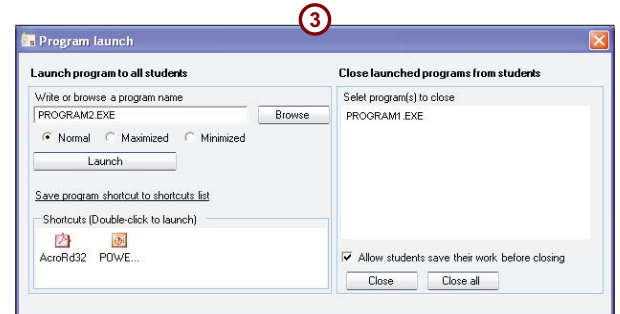 3
Program launch
Launch program to all students
Write or browse a program name
PROGRAM2.EXE
Browse
Normal Maximized Minimized
Launch
Save program shortcut to shortcuts list
Shortcuts (Double-click to launch)
AcroRd32 POWE...
Close launched programs from students
Selet program(s) to close
PROGRAM1.EXE
Allow students save their work before closing
Close Close all